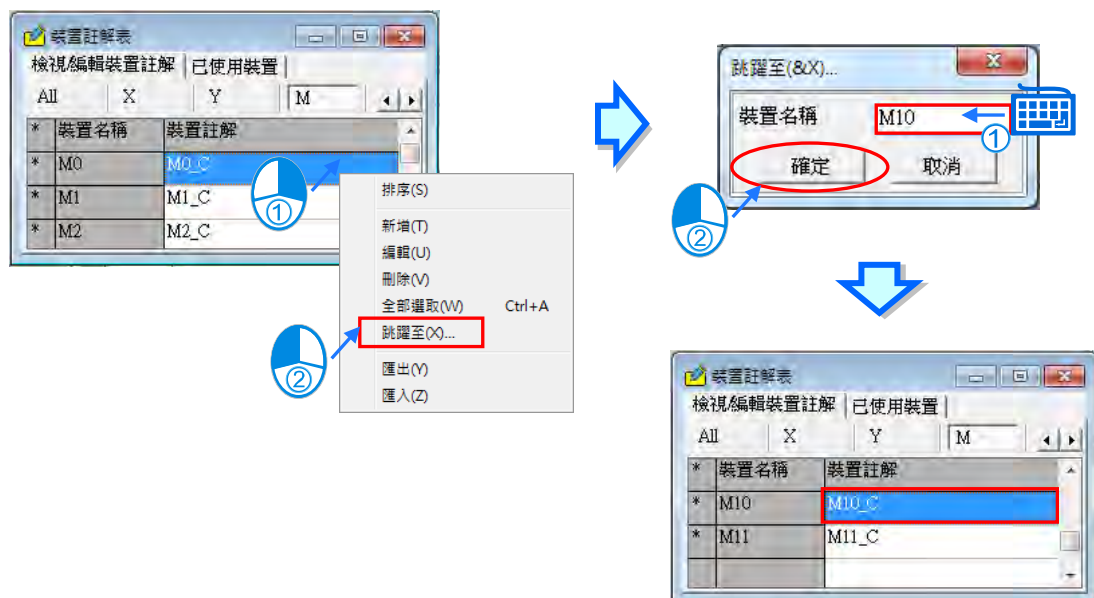 裝置註解表
檢視/編輯裝置註解 已使用裝置
All X Y M
* 裝置名稱 裝置註解
* M0 M0_C
* M1 M1_C
* M2 M2_C
①
排序(S)
新增(T)
編輯(U)
刪除(V)
全部選取(W) Ctrl+A
跳躍至(X)...
匯出(Y)
匯入(Z)
②
跳躍至(&X)...
裝置名稱 M10
①
確定 取消
②
裝置註解表
檢視/編輯裝置註解 已使用裝置
All X Y M
* 裝置名稱 裝置註解
* M10 M10_C
* M11 M11_C